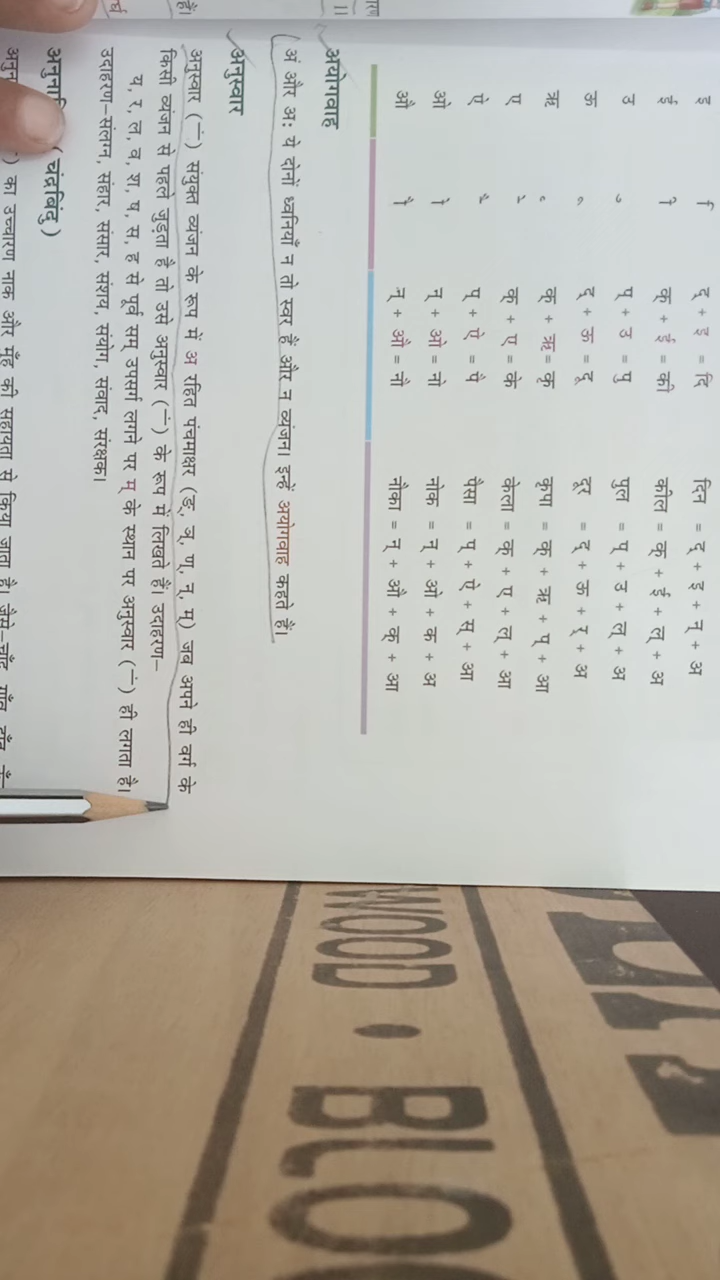 इ ि द् + इ = दि दिन = द् + इ + न् + अ
ई ी क् + ई = की कील = क् + ई + ल् + अ
उ ु प् + उ = पु पुल = प् + उ + ल् + अ
ऊ ू द् + ऊ = दू दूर = द् + ऊ + र् + अ
ऋ ृ क् + ऋ = कृ कृपा = क् + ऋ + प् + आ
ए े क् + ए = के केला = क् + ए + ल् + आ
ऐ ै प् + ऐ = पै पैसा = प् + ऐ + स् + आ
ओ ो न् + ओ = नो नोक = न् + ओ + क + अ
औ ौ न् + औ = नौ नौका = न् + औ + क् + आ
अयोगवाह
अं और अः ये दोनों ध्वनियाँ न तो स्वर हैं और न व्यंजन। इन्हें अयोगवाह कहते हैं।
अनुस्वार
अनुस्वार (ं) संयुक्त व्यंजन के रूप में अ रहित पंचमाक्षर (ङ्, ञ्, ण्, न्, म्) जब अपने ही वर्ग के
किसी व्यंजन से पहले जुड़ता है तो उसे अनुस्वार (ं) के रूप में लिखते हैं। उदाहरण–
य, र, ल, व, श, ष, स, ह से पूर्व सम् उपसर्ग लगने पर म् के स्थान पर अनुस्वार (ं) ही लगता है।
उदाहरण–संलग्न, संहार, संसार, संशय, संयोग, संवाद, संरक्षक।
(चंद्रबिंदु)
का उच्चारण नाक और मुँह की सहायता से किया जाता है। जैसे–चाँद
WOOD • BLOO